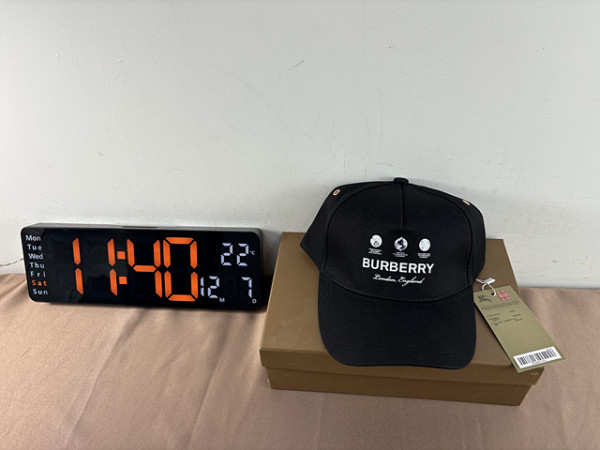 Mon
Tue
Wed
Thu
Fri
Sat
Sun
11:40
22°C
12 M 7 D
BURBERRY
London, England